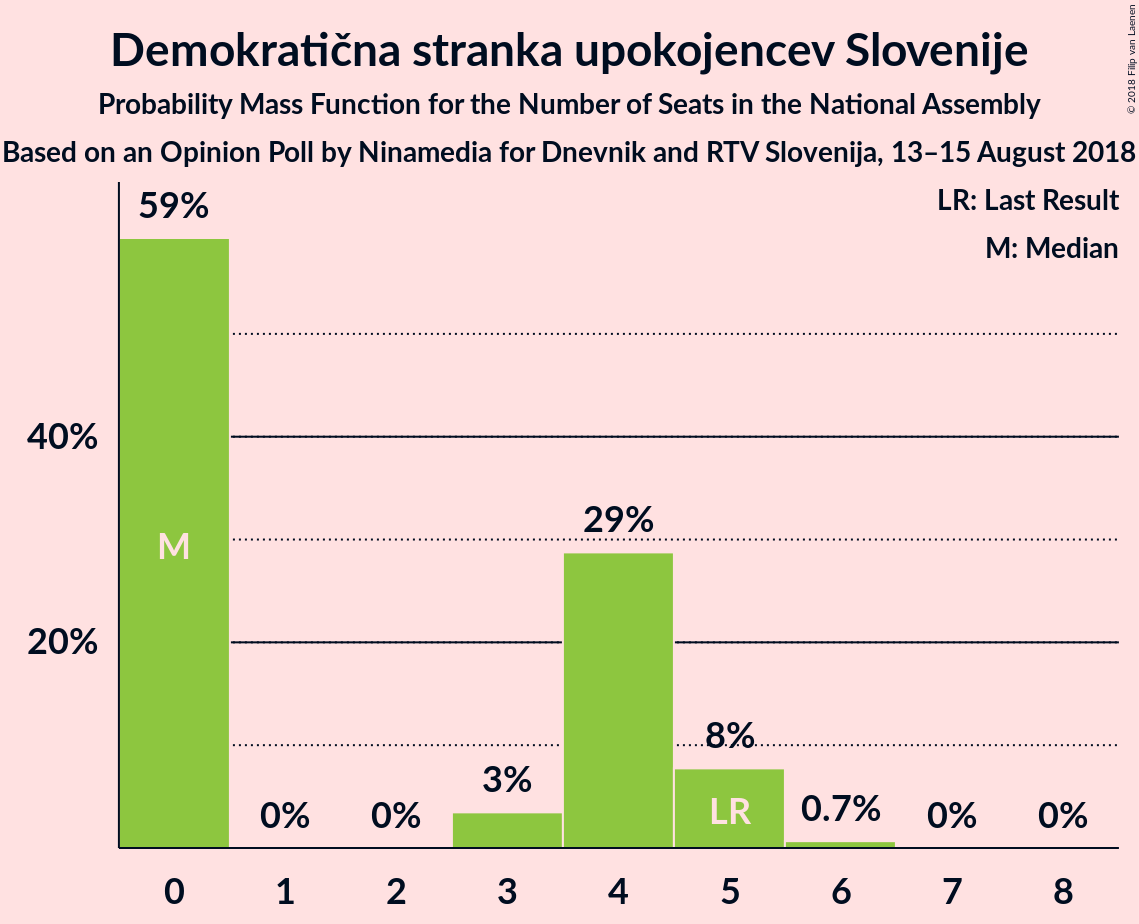 Demokratična stranka upokojencev Slovenije
Probability Mass Function for the Number of Seats in the National Assembly
Based on an Opinion Poll by Ninamedia for Dnevnik and RTV Slovenija, 13–15 August 2018
© 2018 Filip van Laenen
LR: Last Result
M: Median
59%
40%
29%
M
20%
8%
3%
0% 0% 0.7% 0% 0%
LR
0 1 2 3 4 5 6 7 8